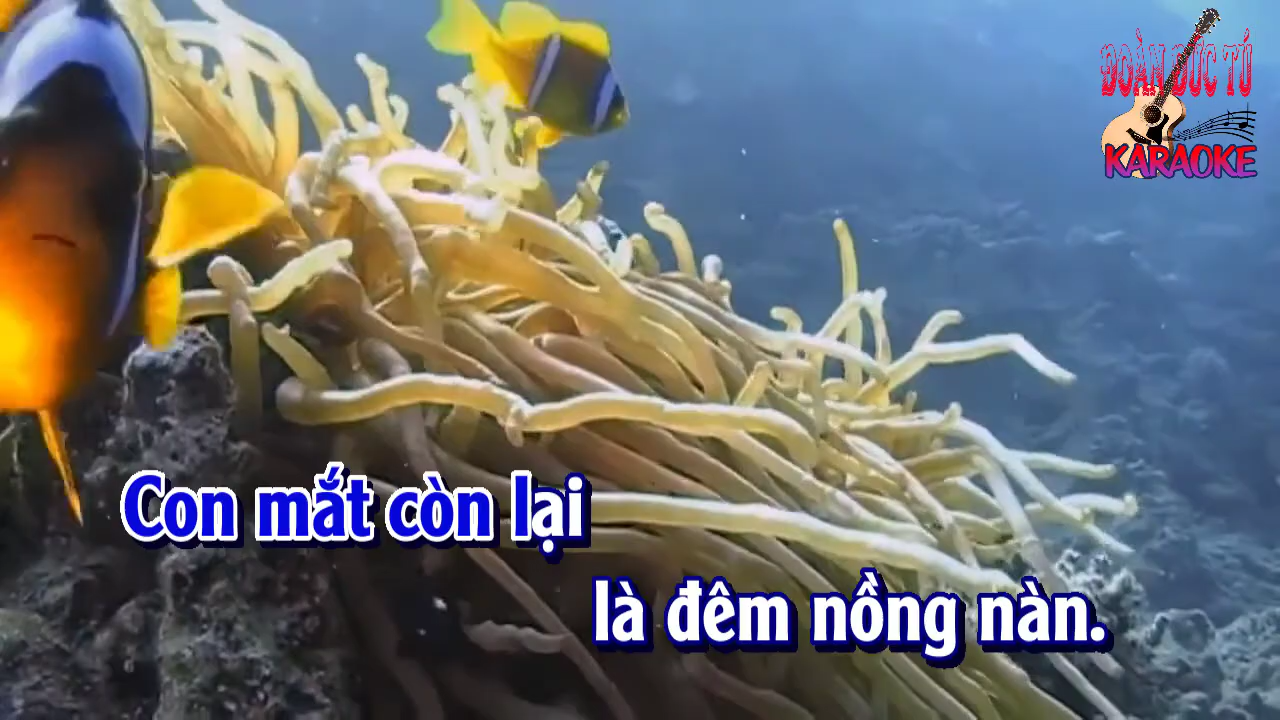 ĐOÀN ĐỨC TÚ
KARAOKE
Con mắt còn lại
là đêm nồng nàn.